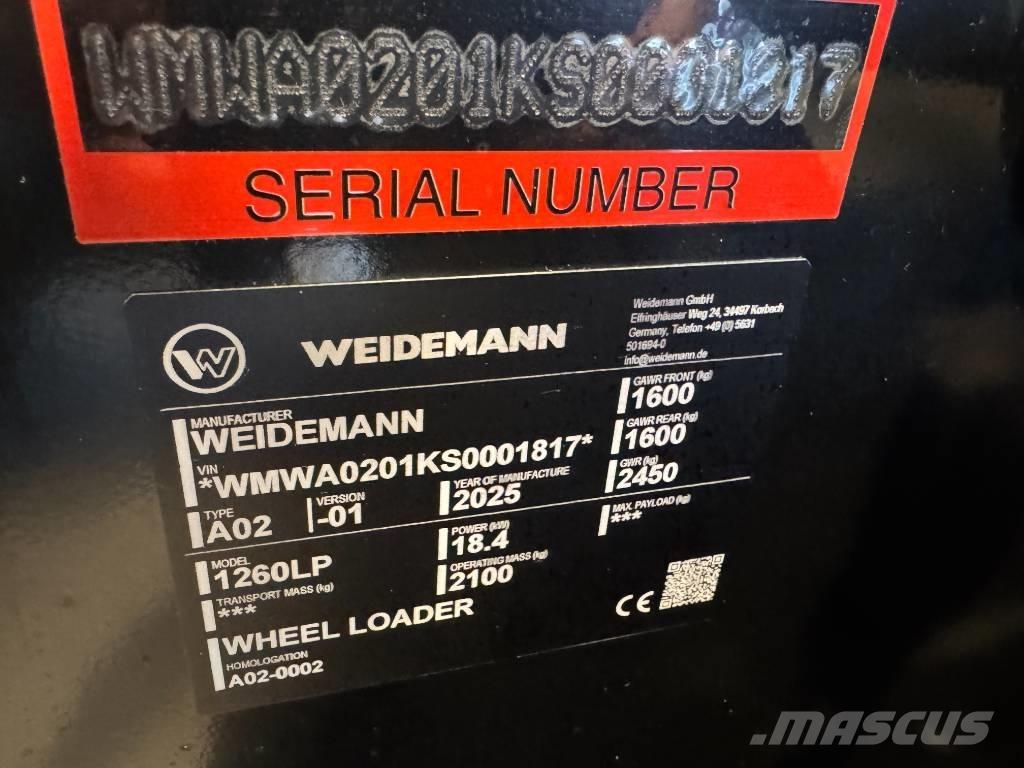 WMWA0201KS0001817
SERIAL NUMBER
WEIDEMANN
Weidemann GmbH
Elfringhäuser Weg 24, 34497 Korbach
Germany, Telefon +49 (0) 5631
501694-0
info@weidemann.de
MANUFACTURER
WEIDEMANN
GAWR FRONT (kg)
1600
VIN
*WMWA0201KS0001817*
GAWR REAR (kg)
1600
TYPE
A02
VERSION
-01
YEAR OF MANUFACTURE
2025
GWR (kg)
2450
MODEL
1260LP
POWER (kW)
18.4
MAX. PAYLOAD (kg)
***
TRANSPORT MASS (kg)
***
OPERATING MASS (kg)
2100
WHEEL LOADER
CE
HOMOLOGATION
A02-0002
MASCUS